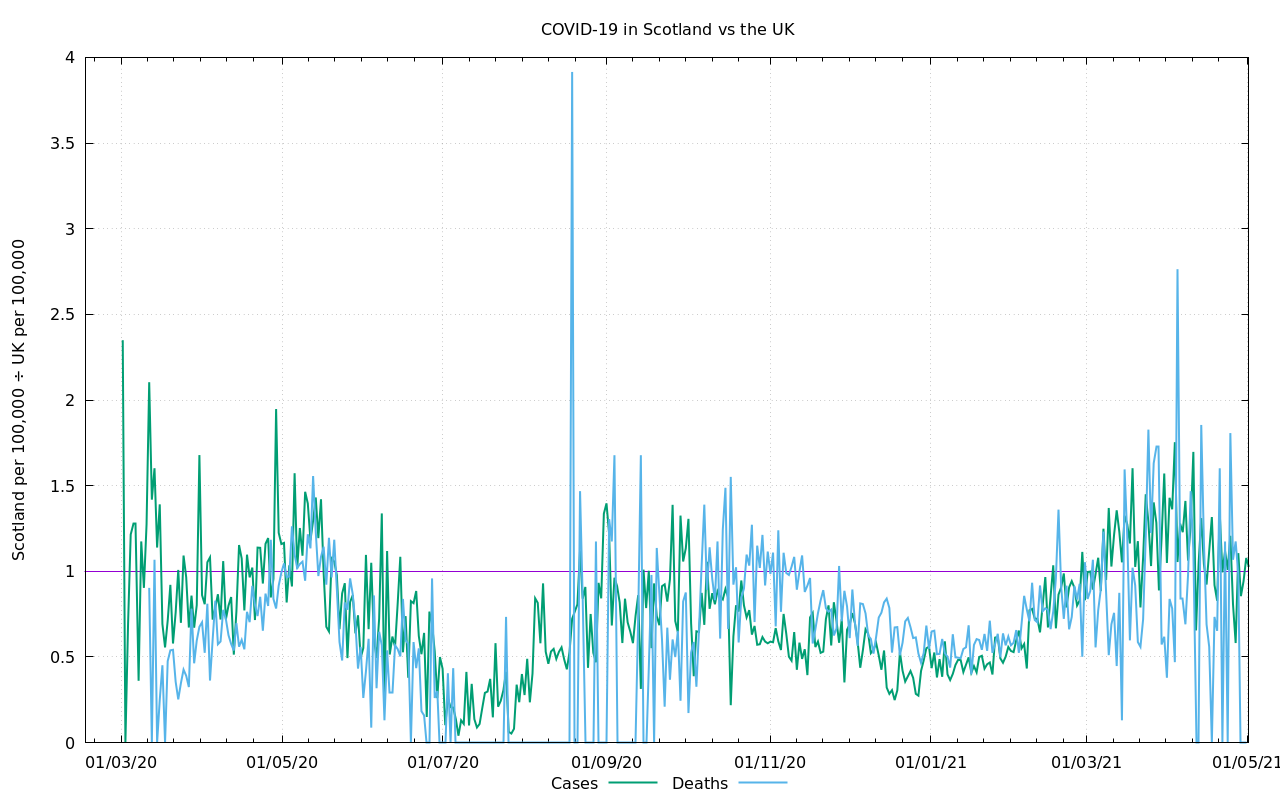 COVID-19 in Scotland vs the UK
Scotland per 100,000 ÷ UK per 100,000
4
3.5
3
2.5
2
1.5
1
0.5
0
01/03/20 01/05/20 01/07/20 01/09/20 01/11/20 01/01/21 01/03/21 01/05/21
Cases Deaths